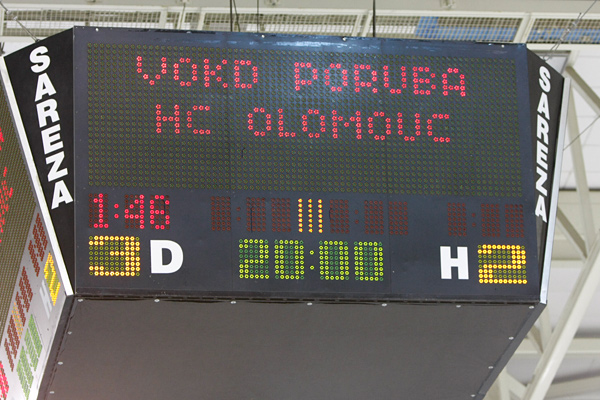 SAREZA
VOKD PORUBA
HC OLOMOUC
SAREZA
1:46
3 D 20:00 H 2